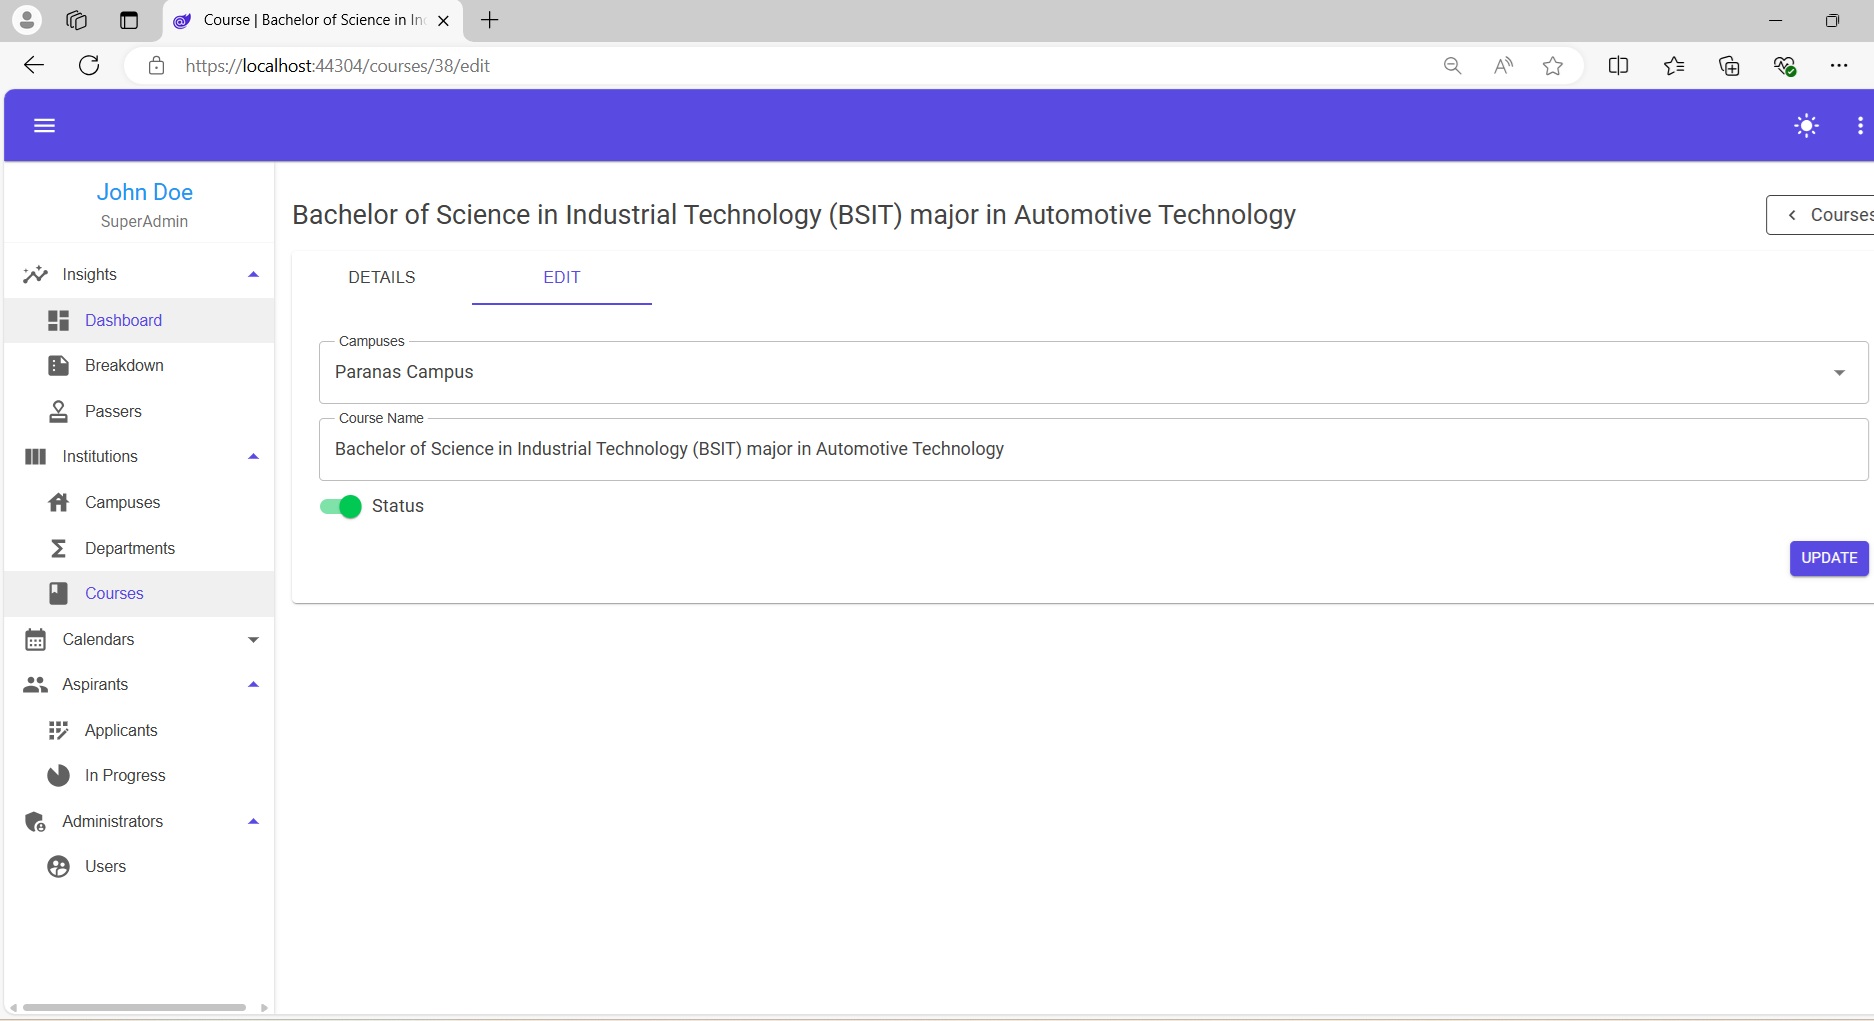 Course | Bachelor of Science in In
https://localhost:44304/courses/38/edit
John Doe
SuperAdmin
Insights
Dashboard
Breakdown
Passers
Institutions
Campuses
Departments
Courses
Calendars
Aspirants
Applicants
In Progress
Administrators
Users
Bachelor of Science in Industrial Technology (BSIT) major in Automotive Technology
< Courses
DETAILS EDIT
Campuses
Paranas Campus
Course Name
Bachelor of Science in Industrial Technology (BSIT) major in Automotive Technology
Status
UPDATE